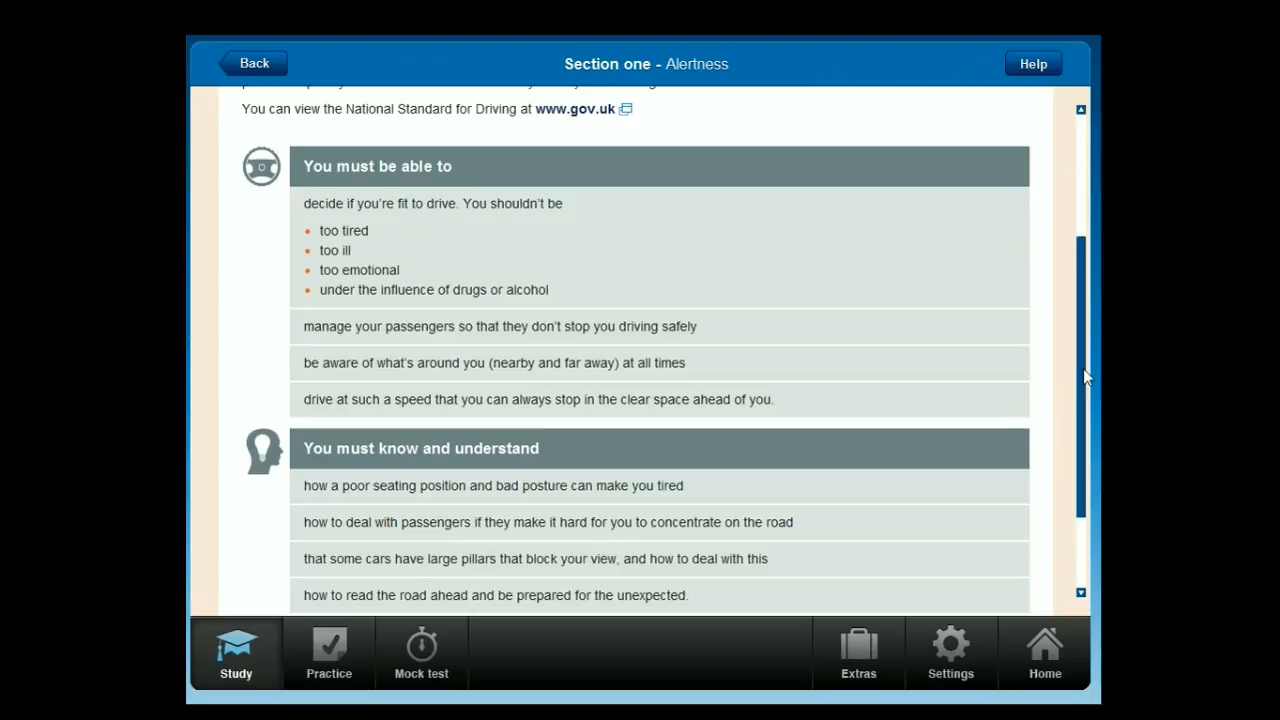 Back
Section one - Alertness
Help
You can view the National Standard for Driving at www.gov.uk
You must be able to
decide if you're fit to drive. You shouldn't be
• too tired
• too ill
• too emotional
• under the influence of drugs or alcohol
manage your passengers so that they don't stop you driving safely
be aware of what's around you (nearby and far away) at all times
drive at such a speed that you can always stop in the clear space ahead of you.
You must know and understand
how a poor seating position and bad posture can make you tired
how to deal with passengers if they make it hard for you to concentrate on the road
that some cars have large pillars that block your view, and how to deal with this
how to read the road ahead and be prepared for the unexpected.
Study
Practice
Mock test
Extras
Settings
Home